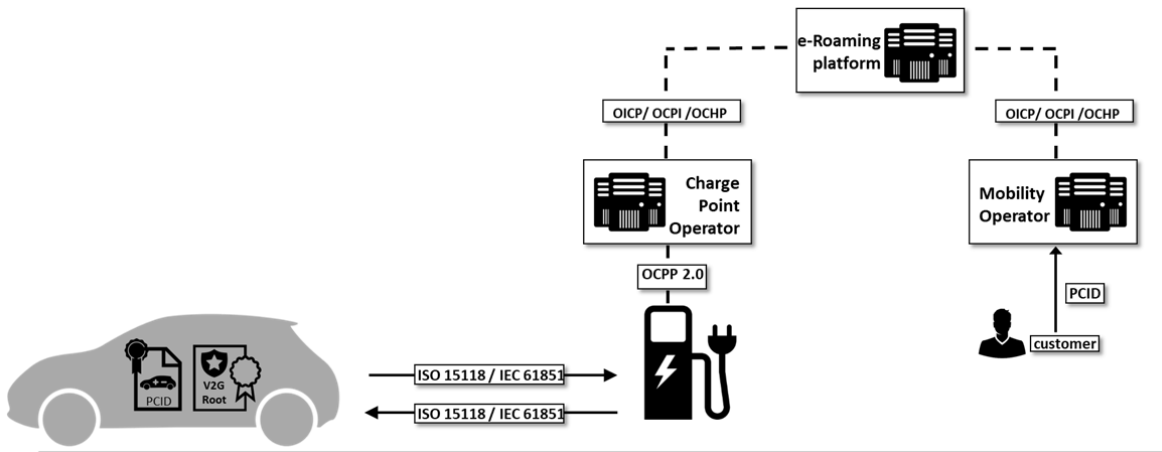 e-Roaming
platform
OICP/ OCPI /OCHP
OICP/ OCPI /OCHP
Charge
Point
Operator
Mobility
Operator
OCPP 2.0
PCID
customer
PCID
V2G
Root
ISO 15118 / IEC 61851
ISO 15118 / IEC 61851